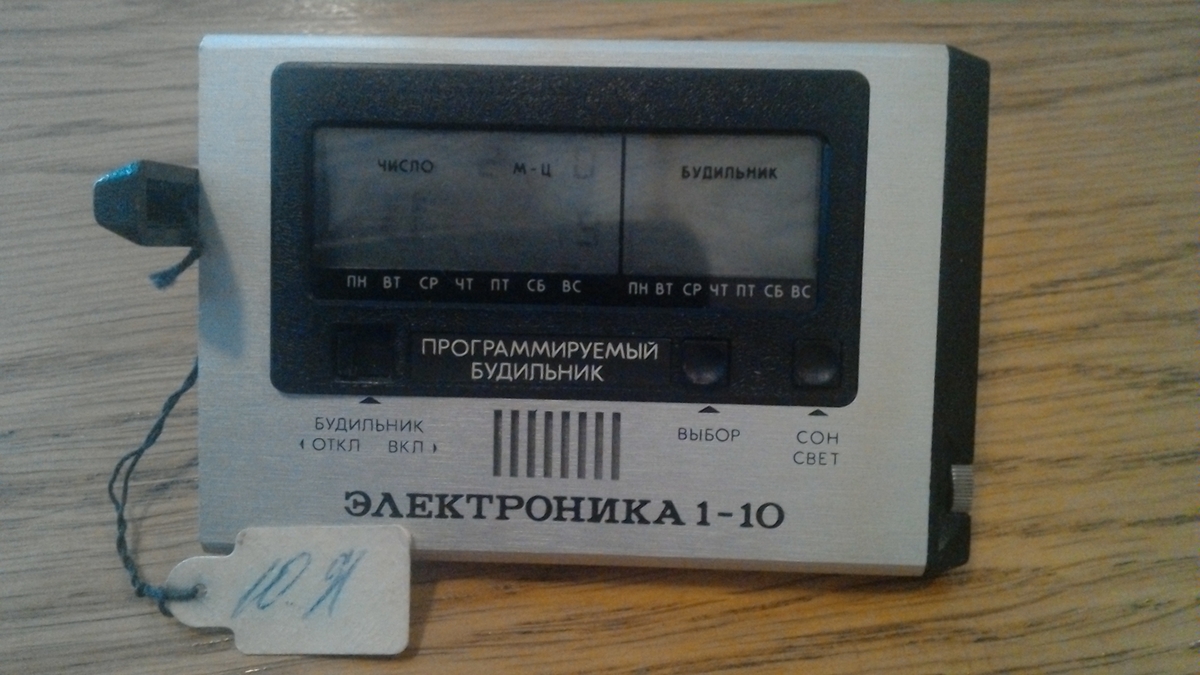 ЧИСЛО М-Ц БУДИЛЬНИК
ПН ВТ СР ЧТ ПТ СБ ВС ПН ВТ СР ЧТ ПТ СБ ВС
ПРОГРАММИРУЕМЫЙ
БУДИЛЬНИК
БУДИЛЬНИК
ОТКЛ ВКЛ
ВЫБОР
СОН
СВЕТ
ЭЛЕКТРОНИКА 1-10
10.Я